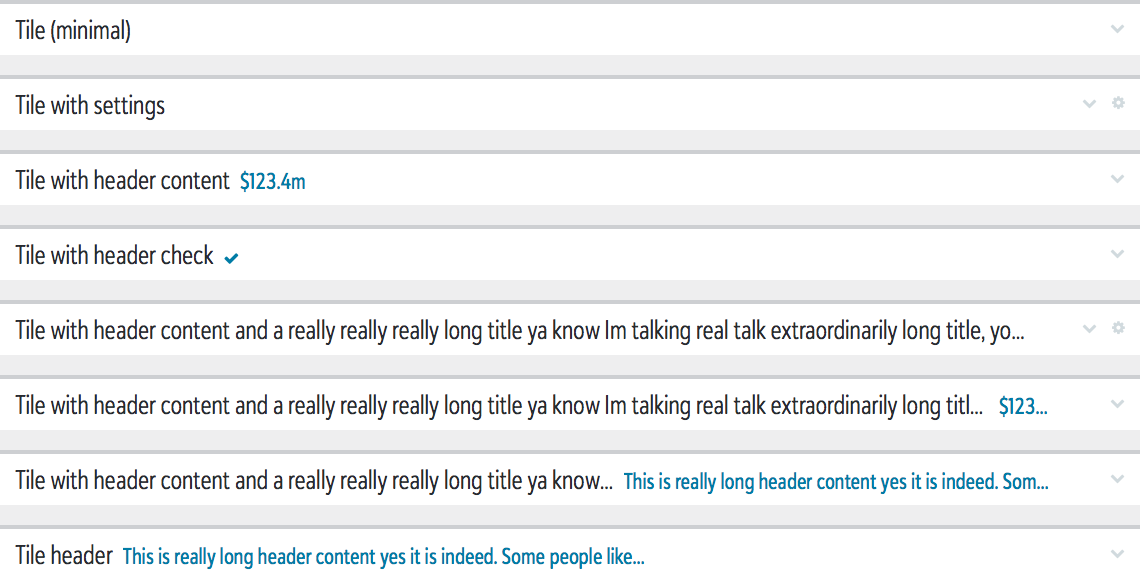 Tile (minimal)
Tile with settings
Tile with header content $123.4m
Tile with header check
Tile with header content and a really really really long title ya know Im talking real talk extraordinarily long title, yo...
Tile with header content and a really really really long title ya know Im talking real talk extraordinarily long titl... $123...
Tile with header content and a really really really long title ya know... This is really long header content yes it is indeed. Som...
Tile header This is really long header content yes it is indeed. Some people like...